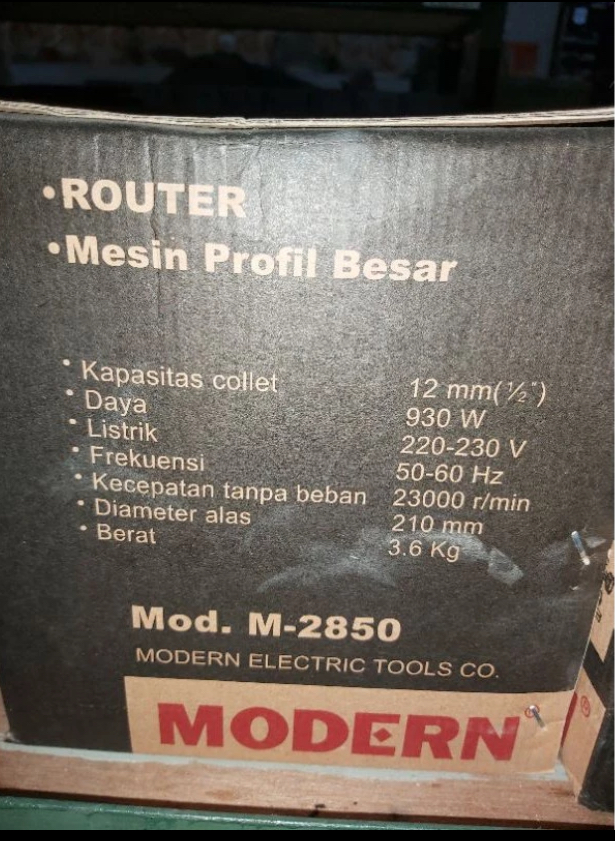 •ROUTER
•Mesin Profil Besar
• Kapasitas collet 12 mm(½")
• Daya 930 W
• Listrik 220-230 V
• Frekuensi 50-60 Hz
• Kecepatan tanpa beban 23000 r/min
• Diameter alas 210 mm
• Berat 3.6 Kg
Mod. M-2850
MODERN ELECTRIC TOOLS CO.
MODERN®